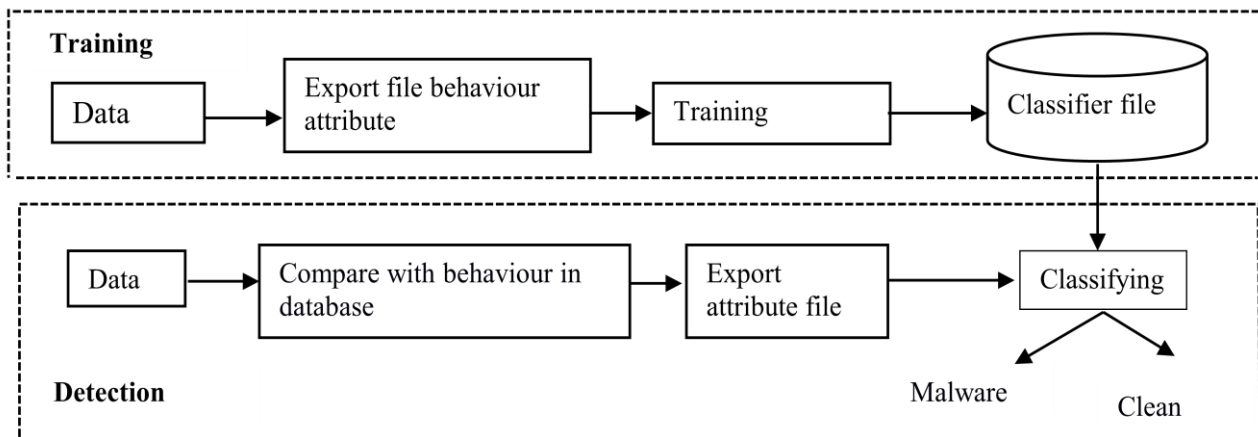 Training
Data
Export file behaviour
attribute
Training
Classifier file
Data
Compare with behaviour in
database
Export
attribute file
Classifying
Malware
Clean
Detection